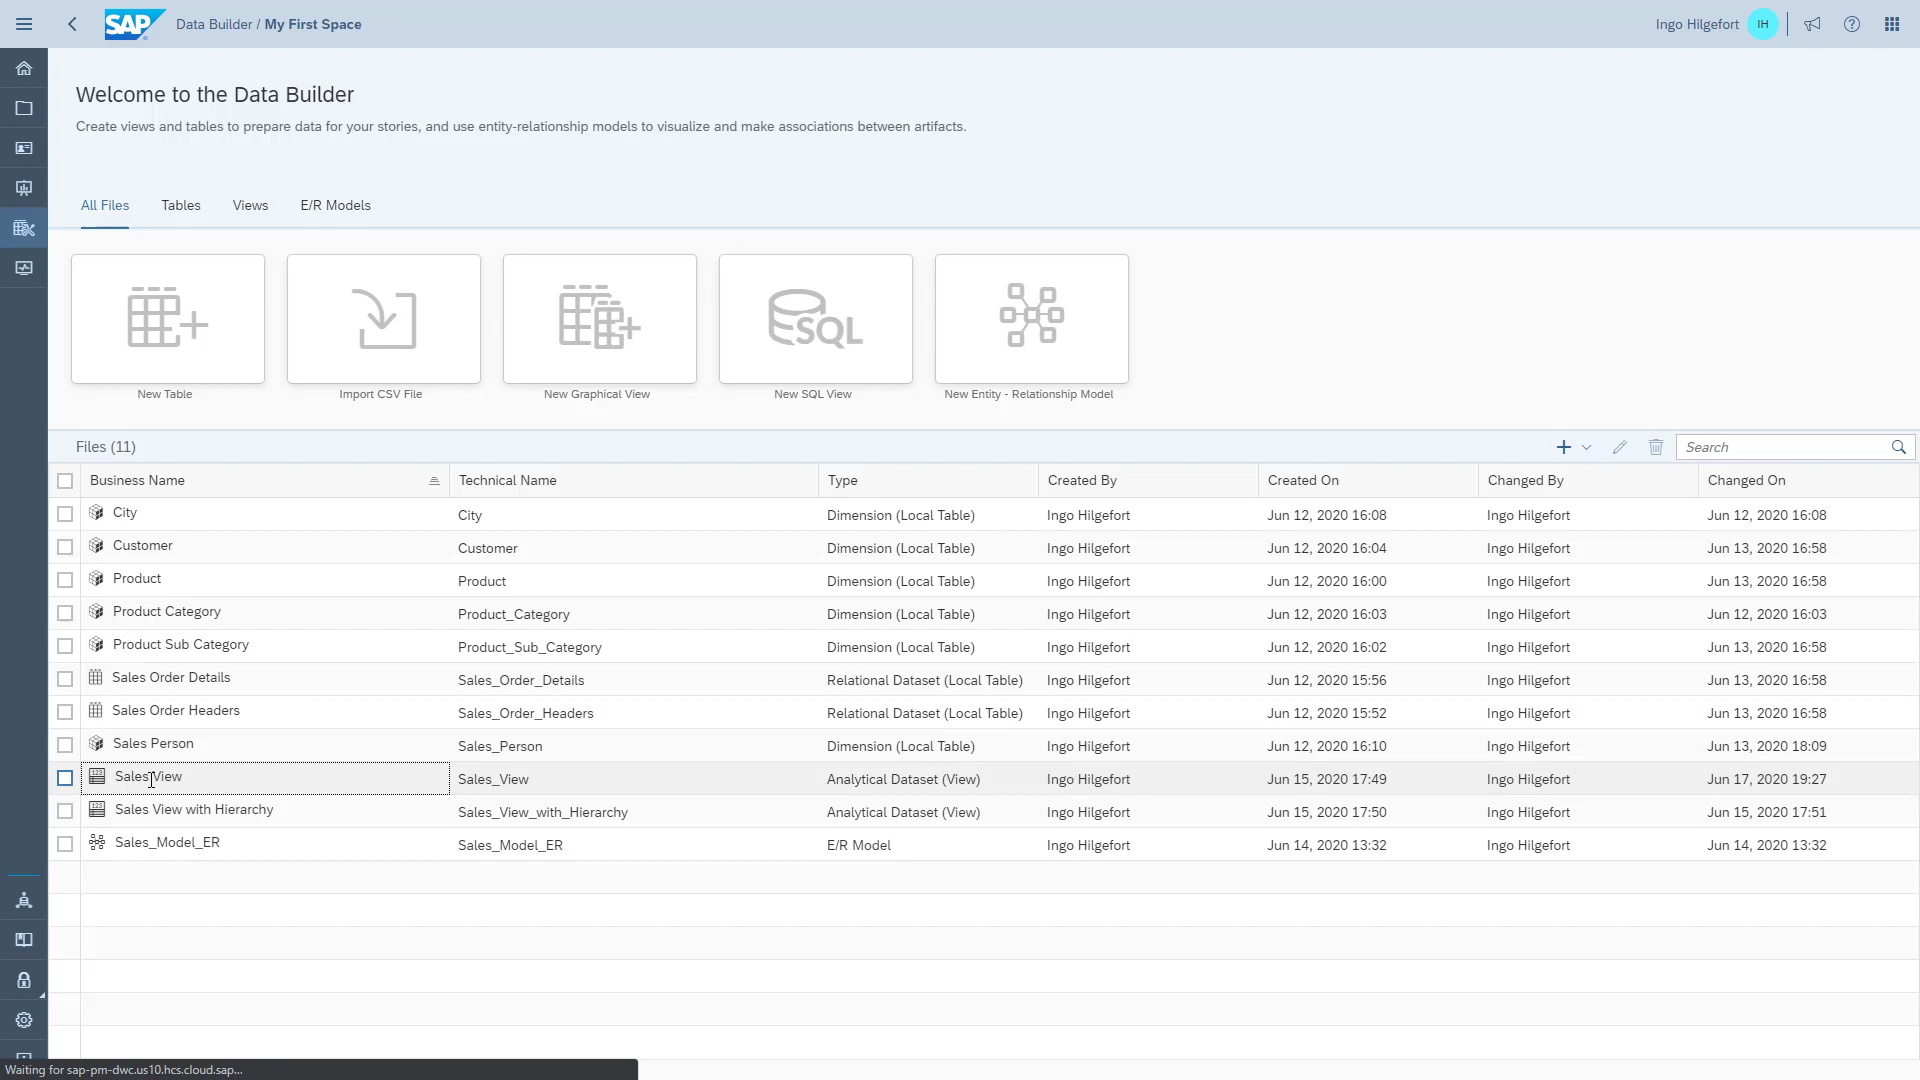 SAP Data Builder / My First Space Ingo Hilgefort IH
Welcome to the Data Builder
Create views and tables to prepare data for your stories, and use entity-relationship models to visualize and make associations between artifacts.
All Files Tables Views E/R Models
SQL
New Table Import CSV File New Graphical View New SQL View New Entity - Relationship Model
Files (11) Search
Business Name Technical Name Type Created By Created On Changed By Changed On
City City Dimension (Local Table) Ingo Hilgefort Jun 12, 2020 16:08 Ingo Hilgefort Jun 12, 2020 16:08
Customer Customer Dimension (Local Table) Ingo Hilgefort Jun 12, 2020 16:04 Ingo Hilgefort Jun 13, 2020 16:58
Product Product Dimension (Local Table) Ingo Hilgefort Jun 12, 2020 16:00 Ingo Hilgefort Jun 13, 2020 16:58
Product Category Product_Category Dimension (Local Table) Ingo Hilgefort Jun 12, 2020 16:03 Ingo Hilgefort Jun 12, 2020 16:03
Product Sub Category Product_Sub_Category Dimension (Local Table) Ingo Hilgefort Jun 12, 2020 16:02 Ingo Hilgefort Jun 13, 2020 16:58
Sales Order Details Sales_Order_Details Relational Dataset (Local Table) Ingo Hilgefort Jun 12, 2020 15:56 Ingo Hilgefort Jun 13, 2020 16:58
Sales Order Headers Sales_Order_Headers Relational Dataset (Local Table) Ingo Hilgefort Jun 12, 2020 15:52 Ingo Hilgefort Jun 13, 2020 16:58
Sales Person Sales_Person Dimension (Local Table) Ingo Hilgefort Jun 12, 2020 16:10 Ingo Hilgefort Jun 13, 2020 18:09
Sales View Sales_View Analytical Dataset (View) Ingo Hilgefort Jun 15, 2020 17:49 Ingo Hilgefort Jun 17, 2020 19:27
Sales View with Hierarchy Sales_View_with_Hierarchy Analytical Dataset (View) Ingo Hilgefort Jun 15, 2020 17:50 Ingo Hilgefort Jun 15, 2020 17:51
Sales_Model_ER Sales_Model_ER E/R Model Ingo Hilgefort Jun 14, 2020 13:32 Ingo Hilgefort Jun 14, 2020 13:32
Waiting for sap-pm-dwc.us10.hcs.cloud.sap...